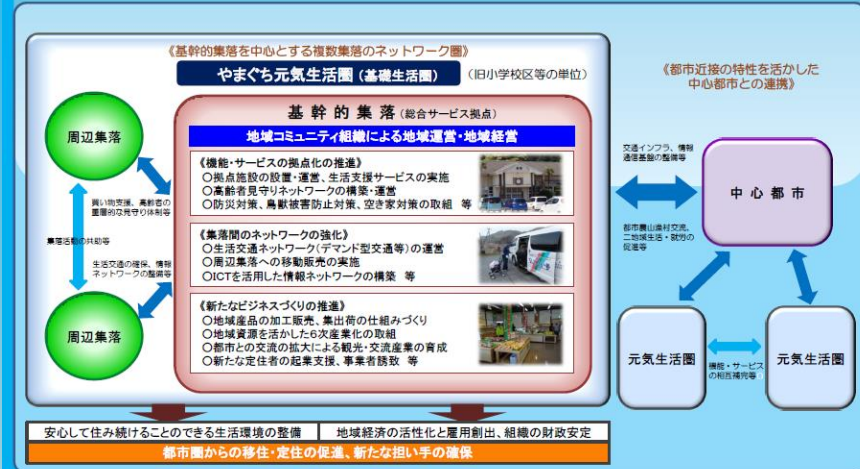 《基幹的集落を中心とする複数集落のネットワーク圏》
やまぐち元気生活圏(基礎生活圏)
(旧小学校区等の単位)
基幹的集落(総合サービス拠点)
地域コミュニティ組織による地域運営・地域経営
《機能・サービスの拠点化の推進》
○拠点施設の設置・運営、生活支援サービスの実施
○高齢者見守りネットワークの構築・運営
○防災対策、鳥獣被害防止対策、空き家対策の取組 等
《集落間のネットワークの強化》
○生活交通ネットワーク(デマンド型交通等)の運営
○周辺集落への移動販売の実施
○ICTを活用した情報ネットワークの構築 等
《新たなビジネスづくりの推進》
○地域産品の加工販売、集出荷の仕組みづくり
○地域資源を活かした6次産業化の取組
○都市との交流の拡大による観光・交流産業の育成
○新たな定住者の起業支援、事業者誘致 等
周辺集落
買い物支援、高齢者の
重層的な見守り体制等
集落活動の共助等
生活交通の確保、情報
ネットワークの整備等
周辺集落
《都市近接の特性を活かした
中心都市との連携》
交通インフラ、情報
通信基盤の整備等
中心都市
都市農山漁村交流、
二地域生活・就労の
促進等
元気生活圏
機能・サービス
の相互補完等
元気生活圏
安心して住み続けることのできる生活環境の整備
地域経済の活性化と雇用創出、組織の財政安定
都市圏からの移住・定住の促進、新たな担い手の確保